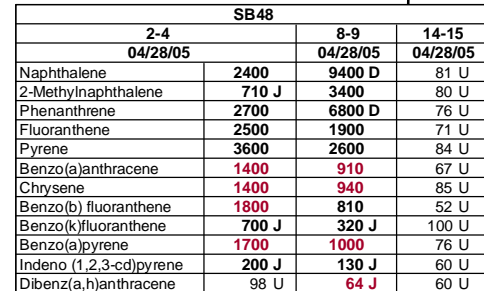 SB48
2-4 8-9 14-15
04/28/05 04/28/05 04/28/05
Naphthalene 2400 9400 D 81 U
2-Methylnaphthalene 710 J 3400 80 U
Phenanthrene 2700 6800 D 76 U
Fluoranthene 2500 1900 71 U
Pyrene 3600 2600 84 U
Benzo(a)anthracene 1400 910 67 U
Chrysene 1400 940 85 U
Benzo(b) fluoranthene 1800 810 52 U
Benzo(k)fluoranthene 700 J 320 J 100 U
Benzo(a)pyrene 1700 1000 76 U
Indeno (1,2,3-cd)pyrene 200 J 130 J 60 U
Dibenz(a,h)anthracene 98 U 64 J 60 U